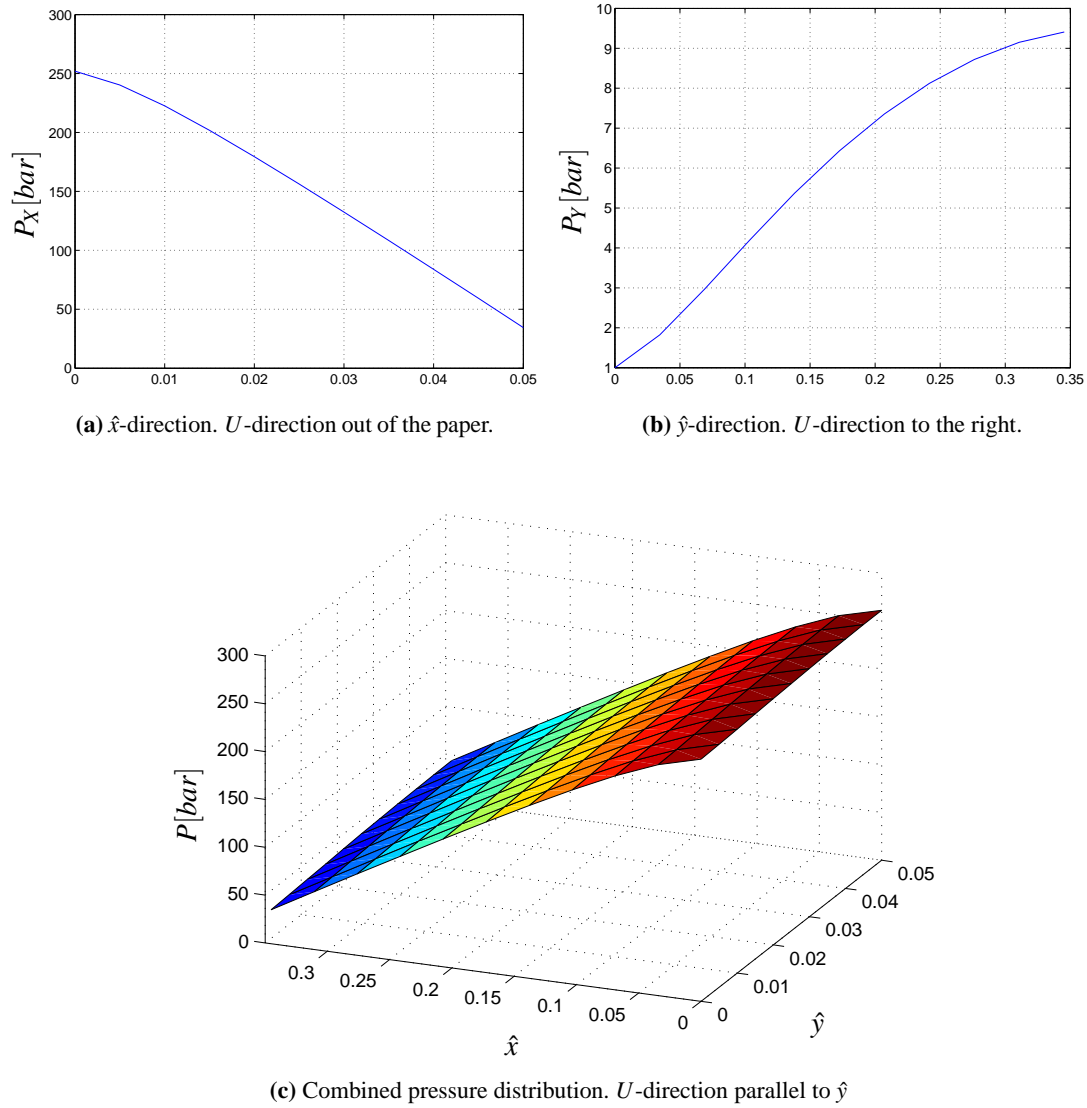 300
250
200
150
100
50
0
P_X [bar]
0 0.01 0.02 0.03 0.04 0.05
(a) x̂-direction. U-direction out of the paper.
10
9
8
7
6
5
4
3
2
1
P_Y [bar]
0 0.05 0.1 0.15 0.2 0.25 0.3 0.35
(b) ŷ-direction. U-direction to the right.
300
250
200
150
100
50
0
P[bar]
0.3 0.25 0.2 0.15 0.1 0.05 0
x̂
0 0.01 0.02 0.03 0.04 0.05
ŷ
(c) Combined pressure distribution. U-direction parallel to ŷ